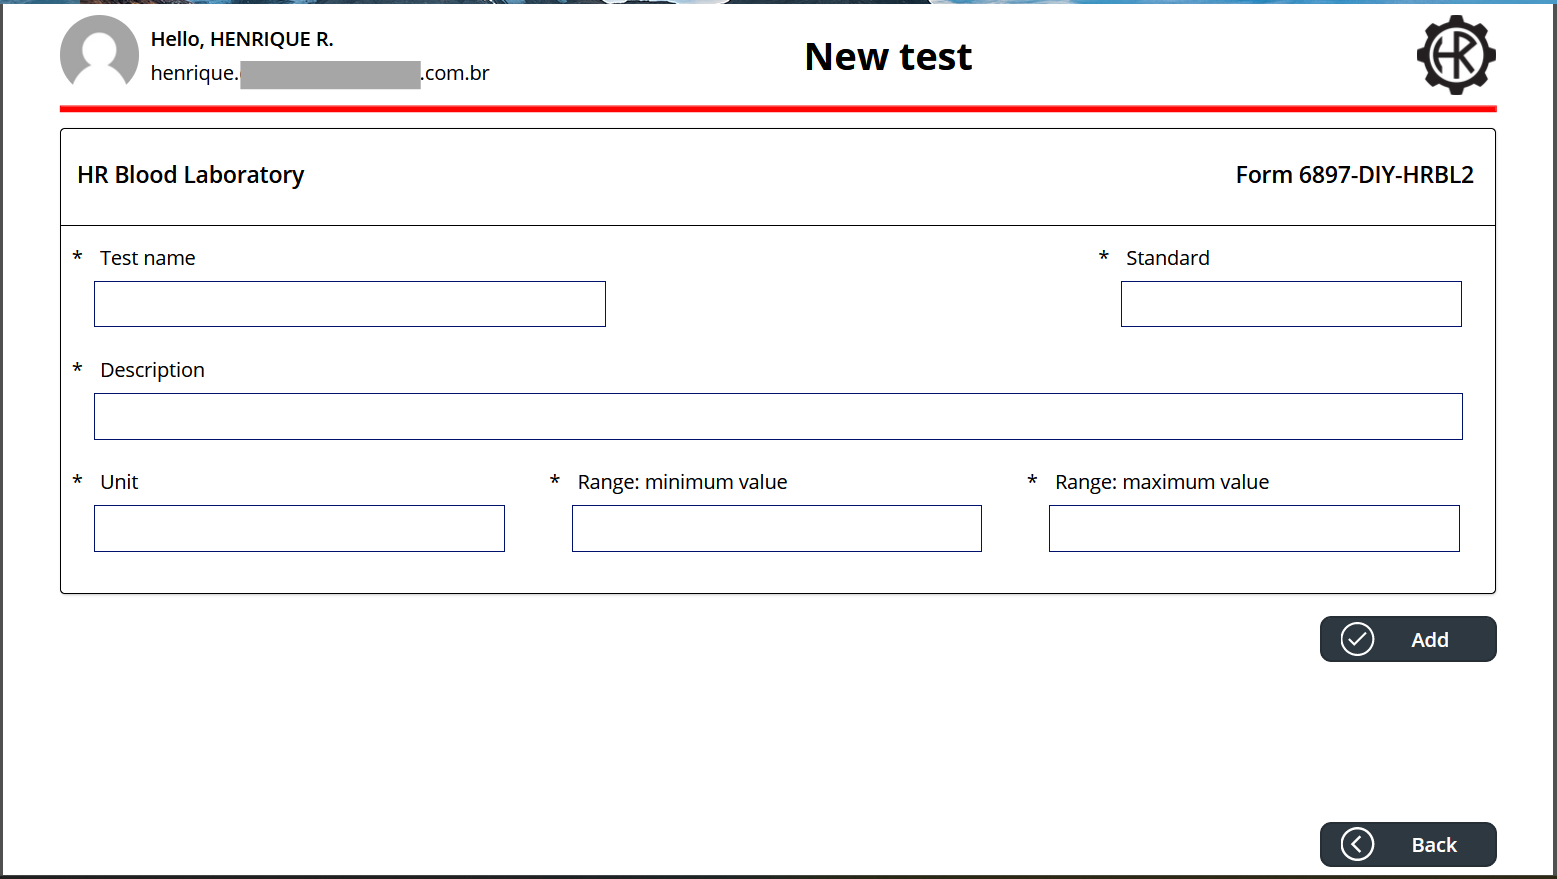 Hello, HENRIQUE R.
henrique. .com.br
New test
HR
HR Blood Laboratory
Form 6897-DIY-HRBL2
* Test name
* Standard
* Description
* Unit
* Range: minimum value
* Range: maximum value
Add
Back